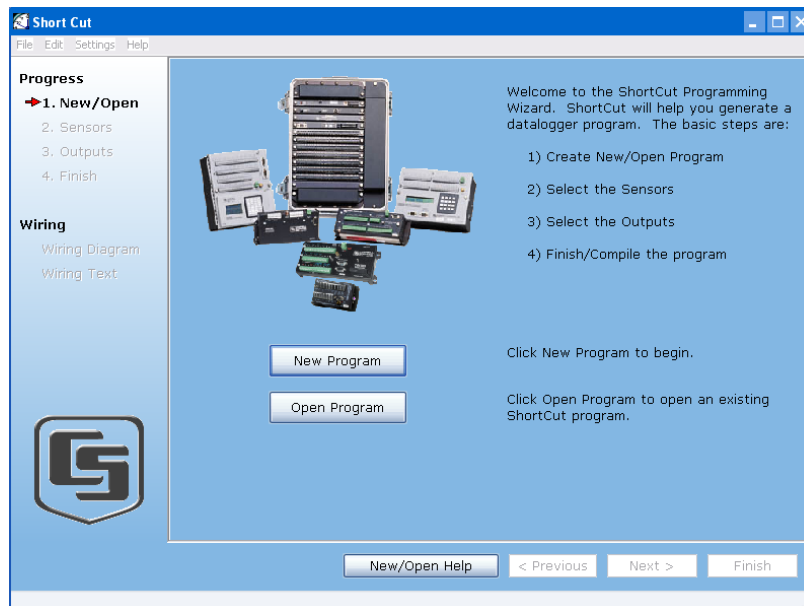 Short Cut
File Edit Settings Help
Progress
1. New/Open
2. Sensors
3. Outputs
4. Finish
Wiring
Wiring Diagram
Wiring Text
Welcome to the ShortCut Programming
Wizard. ShortCut will help you generate a
datalogger program. The basic steps are:
1) Create New/Open Program
2) Select the Sensors
3) Select the Outputs
4) Finish/Compile the program
New Program
Click New Program to begin.
Open Program
Click Open Program to open an existing
ShortCut program.
CS
New/Open Help
< Previous
Next >
Finish